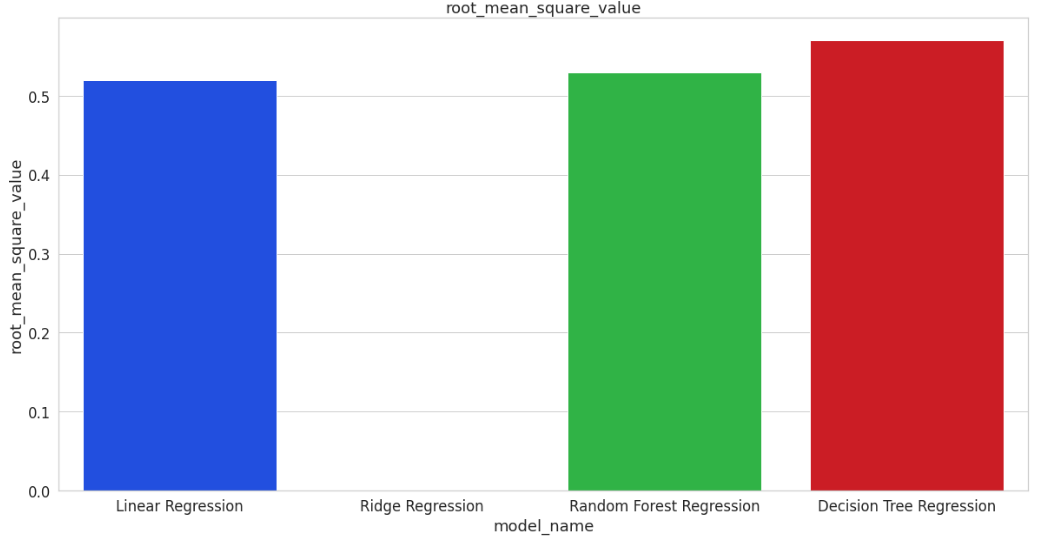 root_mean_square_value
root_mean_square_value
0.5
0.4
0.3
0.2
0.1
0.0
Linear Regression
Ridge Regression
Random Forest Regression
Decision Tree Regression
model_name